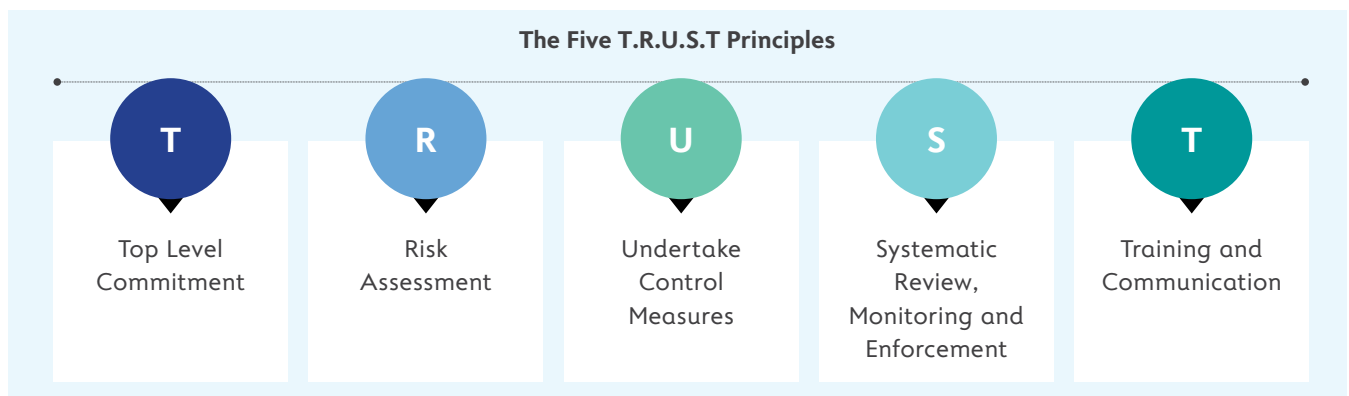 The Five T.R.U.S.T Principles
T
Top Level
Commitment
R
Risk
Assessment
U
Undertake
Control
Measures
S
Systematic
Review,
Monitoring and
Enforcement
T
Training and
Communication